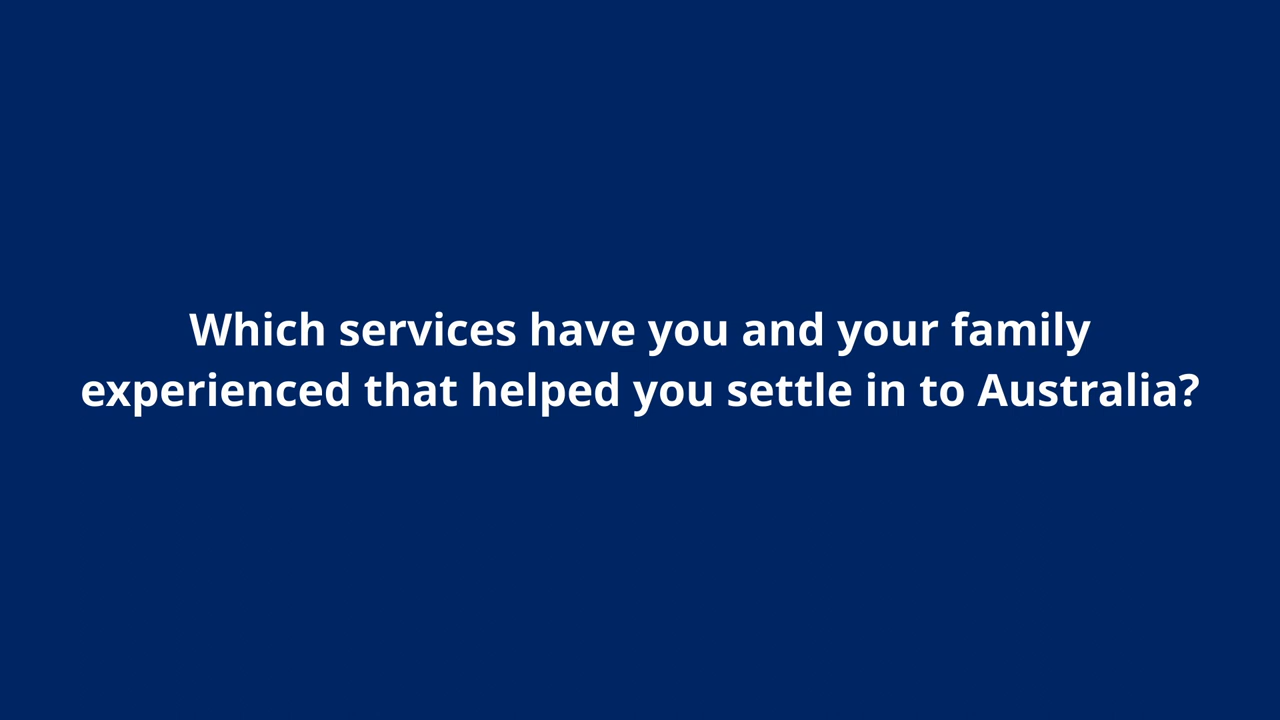 Which services have you and your family
experienced that helped you settle in to Australia?